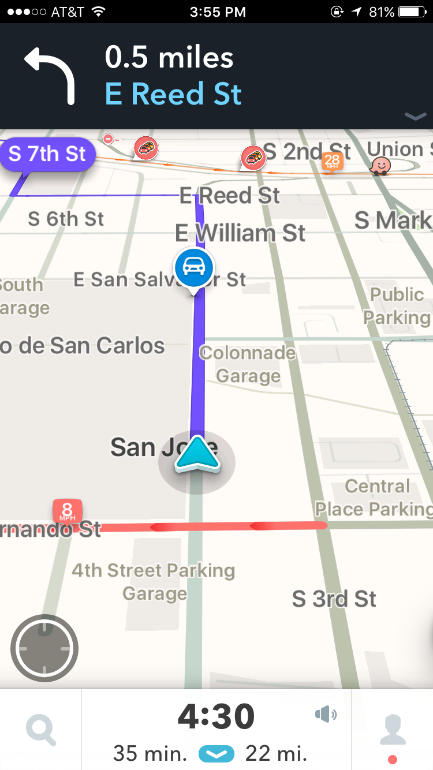 AT&T 3:55 PM 81%
0.5 miles
E Reed St
S 7th St
S 2nd St
28
Union S
E Reed St
S 6th St
E William St
S Mark
E San Salvador St
South
Garage
Public
Parking
o de San Carlos
Colonnade
Garage
San Jose
Central
Place Parking
8
MPH
rnando St
4th Street Parking
Garage
S 3rd St
4:30
35 min. 22 mi.